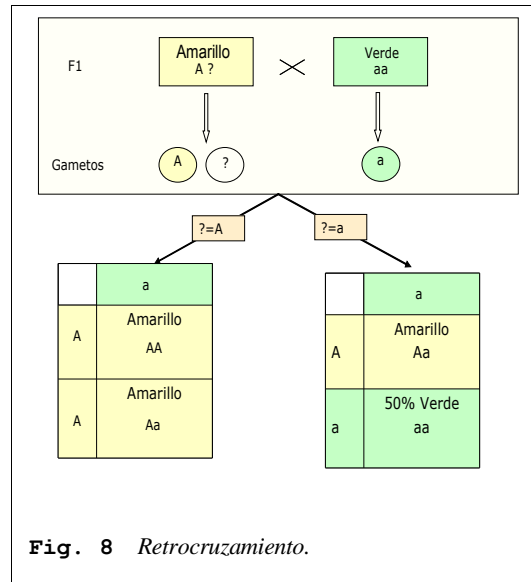 Amarillo
A ?
Verde
aa
F1
Gametos
A
?
a
?=A
?=a
a
A
Amarillo
AA
A
Amarillo
Aa
a
A
Amarillo
Aa
a
50% Verde
aa
Fig. 8 Retrocruzamiento.